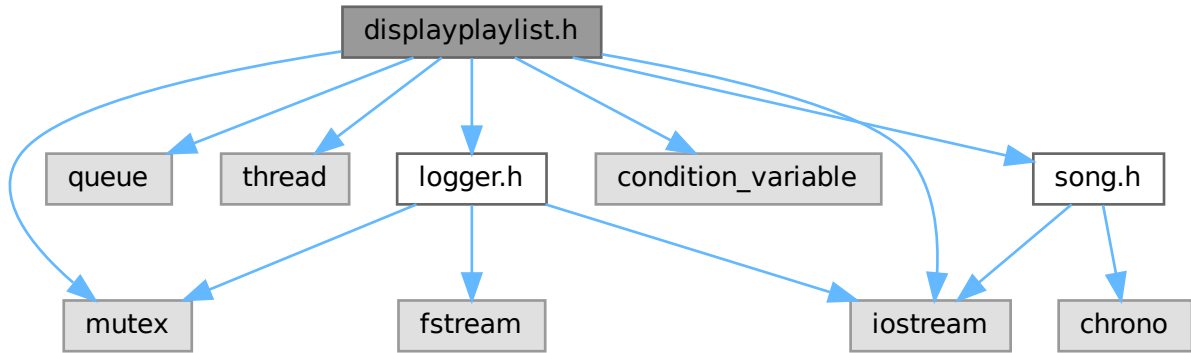 displayplaylist.h
queue
thread
logger.h
condition_variable
song.h
mutex
fstream
iostream
chrono